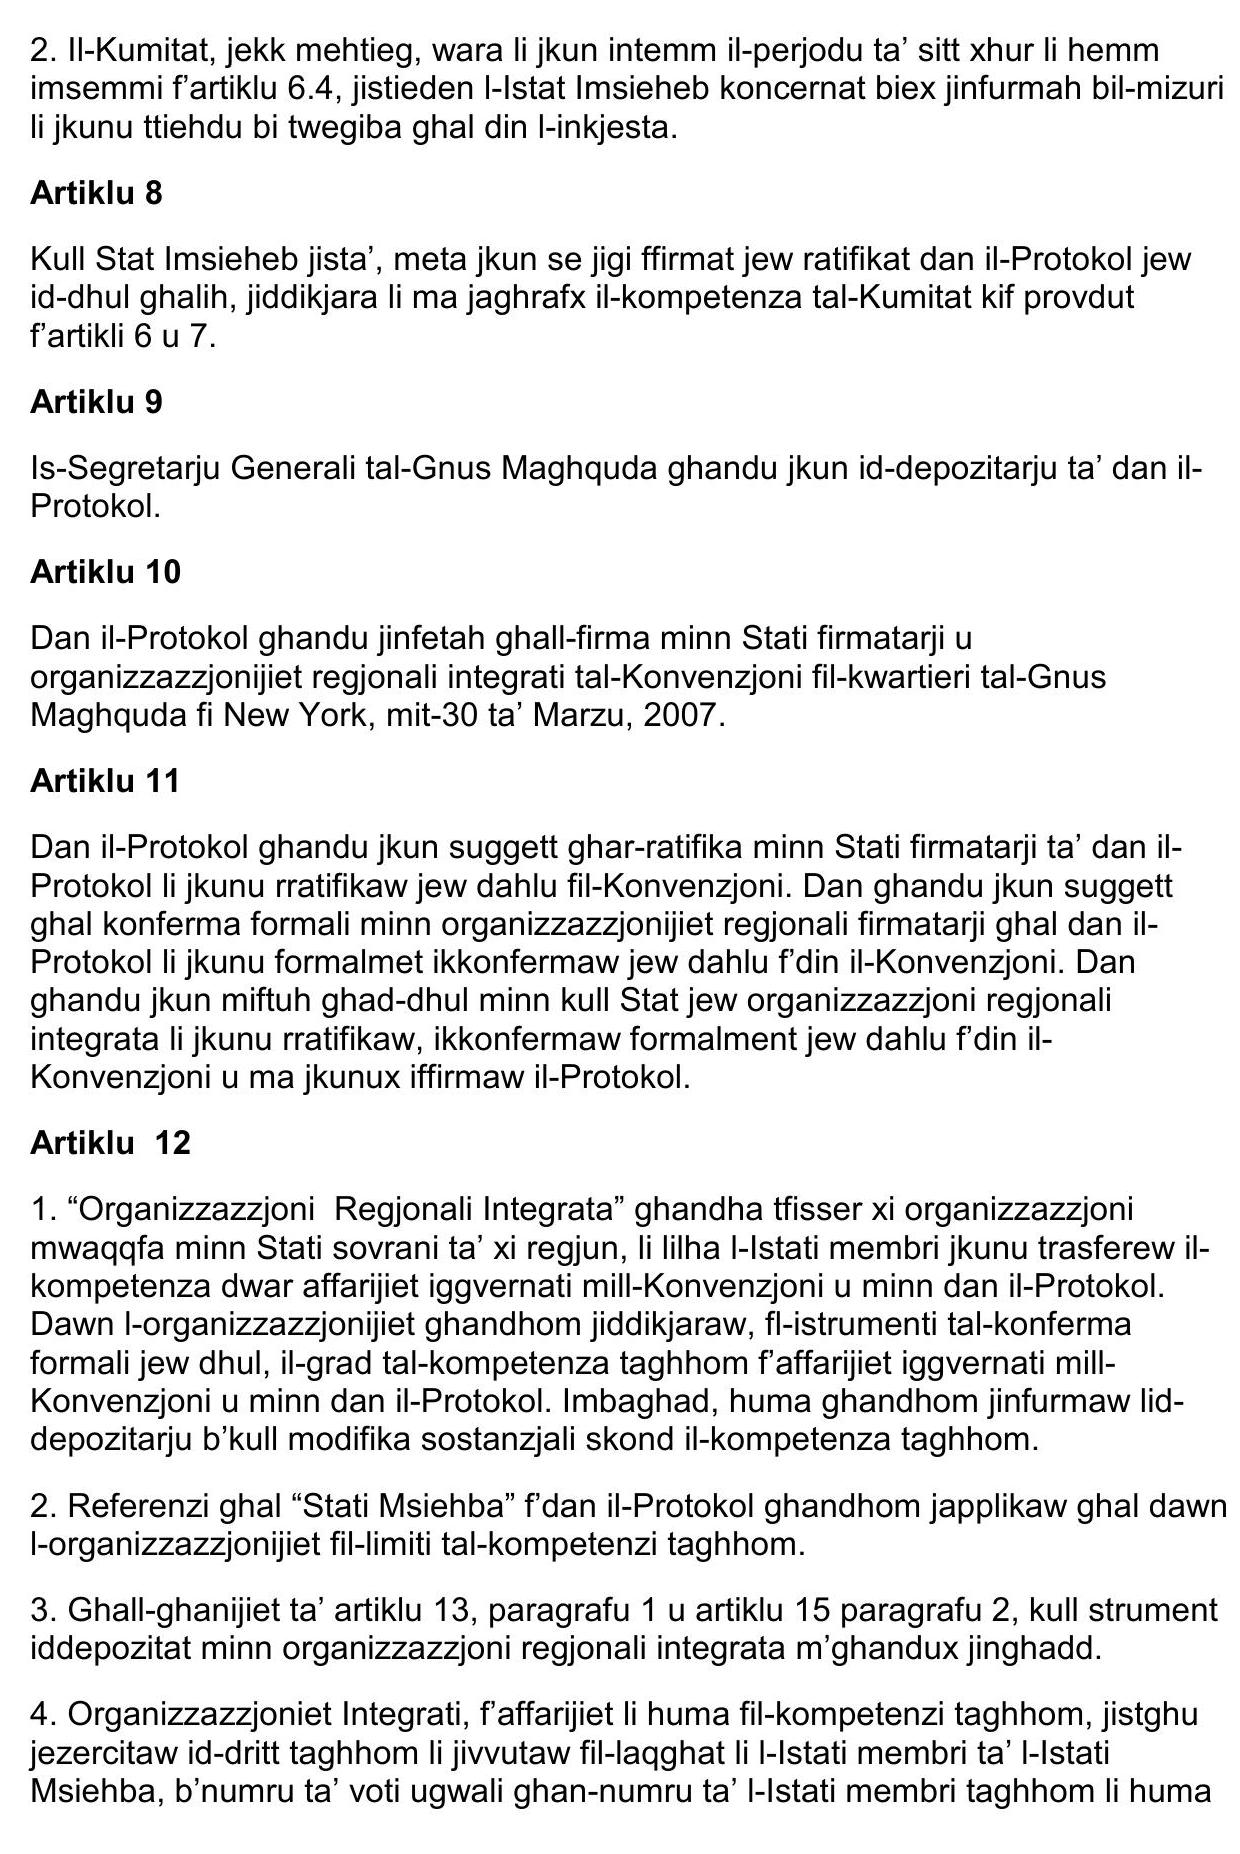 2. Il-Kumitat, jekk mehtieg, wara li jkun intemm il-perjodu ta’ sitt xhur li hemm
imsemmi f’artiklu 6.4, jistieden l-Istat Imsieheb koncernat biex jinfurmah bil-mizuri
li jkunu ttiehdu bi twegiba ghal din l-inkjesta.
Artiklu 8
Kull Stat Imsieheb jista’, meta jkun se jigi ffirmat jew ratifikat dan il-Protokol jew
id-dhul ghalih, jiddikjara li ma jaghrafx il-kompetenza tal-Kumitat kif provdut
f’artikli 6 u 7.
Artiklu 9
Is-Segretarju Generali tal-Gnus Maghquda ghandu jkun id-depozitarju ta’ dan il-
Protokol.
Artiklu 10
Dan il-Protokol ghandu jinfetah ghall-firma minn Stati firmatarji u
organizzazzjonijiet regjonali integrati tal-Konvenzjoni fil-kwartieri tal-Gnus
Maghquda fi New York, mit-30 ta’ Marzu, 2007.
Artiklu 11
Dan il-Protokol ghandu jkun suggett ghar-ratifika minn Stati firmatarji ta’ dan il-
Protokol li jkunu rratifikaw jew dahlu fil-Konvenzjoni. Dan ghandu jkun suggett
ghal konferma formali minn organizzazzjonijiet regjonali firmatarji ghal dan il-
Protokol li jkunu formalmet ikkonfermaw jew dahlu f’din il-Konvenzjoni. Dan
ghandu jkun miftuh ghad-dhul minn kull Stat jew organizzazzjoni regjonali
integrata li jkunu rratifikaw, ikkonfermaw formalment jew dahlu f’din il-
Konvenzjoni u ma jkunux iffirmaw il-Protokol.
Artiklu  12
1. “Organizzazzjoni  Regjonali Integrata” ghandha tfisser xi organizzazzjoni
mwaqqfa minn Stati sovrani ta’ xi regjun, li lilha l-Istati membri jkunu trasferew il-
kompetenza dwar affarijiet iggvernati mill-Konvenzjoni u minn dan il-Protokol.
Dawn l-organizzazzjonijiet ghandhom jiddikjaraw, fl-istrumenti tal-konferma
formali jew dhul, il-grad tal-kompetenza taghhom f’affarijiet iggvernati mill-
Konvenzjoni u minn dan il-Protokol. Imbaghad, huma ghandhom jinfurmaw lid-
depozitarju b’kull modifika sostanzjali skond il-kompetenza taghhom.
2. Referenzi ghal “Stati Msiehba” f’dan il-Protokol ghandhom japplikaw ghal dawn
l-organizzazzjonijiet fil-limiti tal-kompetenzi taghhom.
3. Ghall-ghanijiet ta’ artiklu 13, paragrafu 1 u artiklu 15 paragrafu 2, kull strument
iddepozitat minn organizzazzjoni regjonali integrata m’ghandux jinghadd.
4. Organizzazzjoniet Integrati, f’affarijiet li huma fil-kompetenzi taghhom, jistghu
jezercitaw id-dritt taghhom li jivvutaw fil-laqghat li l-Istati membri ta’ l-Istati
Msiehba, b’numru ta’ voti ugwali ghan-numru ta’ l-Istati membri taghhom li huma